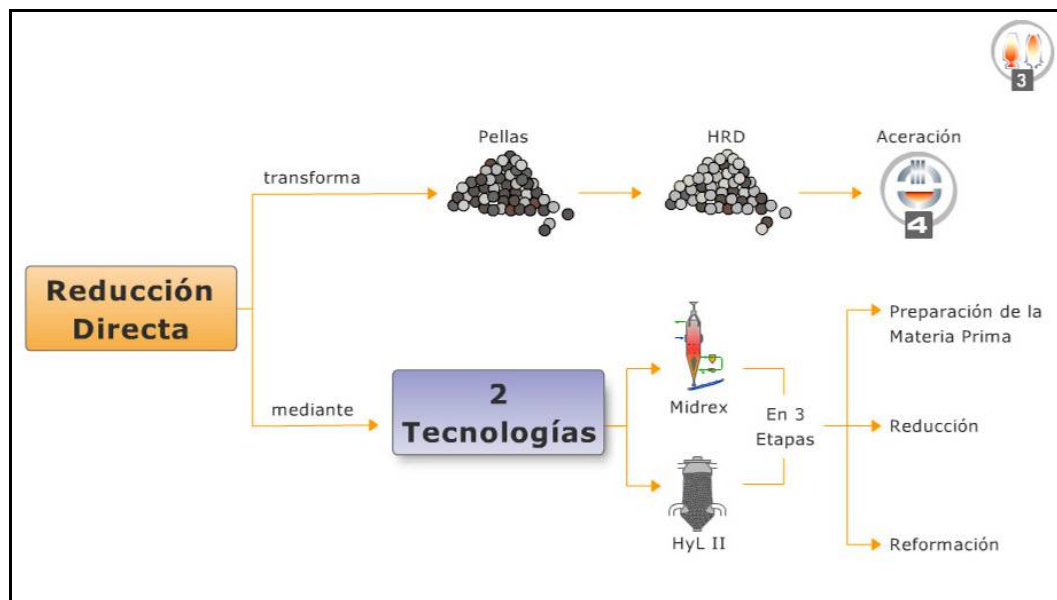 3
Pellas
HRD
Aceración
transforma
4
Reducción
Directa
Preparación de la
Materia Prima
mediante
2
Tecnologías
Midrex
En 3
Etapas
Reducción
HyL II
Reformación